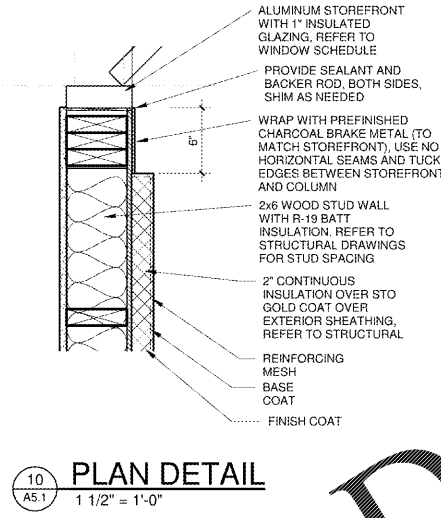 ALUMINUM STOREFRONT
WITH 1" INSULATED
GLAZING, REFER TO
WINDOW SCHEDULE
PROVIDE SEALANT AND
BACKER ROD, BOTH SIDES,
SHIM AS NEEDED
WRAP WITH PREFINISHED
CHARCOAL BRAKE METAL (TO
MATCH STOREFRONT), USE NO
HORIZONTAL SEAMS AND TUCK
EDGES BETWEEN STOREFRONT
AND COLUMN
6"
2x6 WOOD STUD WALL
WITH R-19 BATT
INSULATION. REFER TO
STRUCTURAL DRAWINGS
FOR STUD SPACING
2" CONTINUOUS
INSULATION OVER STO
GOLD COAT OVER
EXTERIOR SHEATHING,
REFER TO STRUCTURAL
REINFORCING
MESH
BASE
COAT
FINISH COAT
10
A5.1
PLAN DETAIL
1 1/2" = 1'-0"